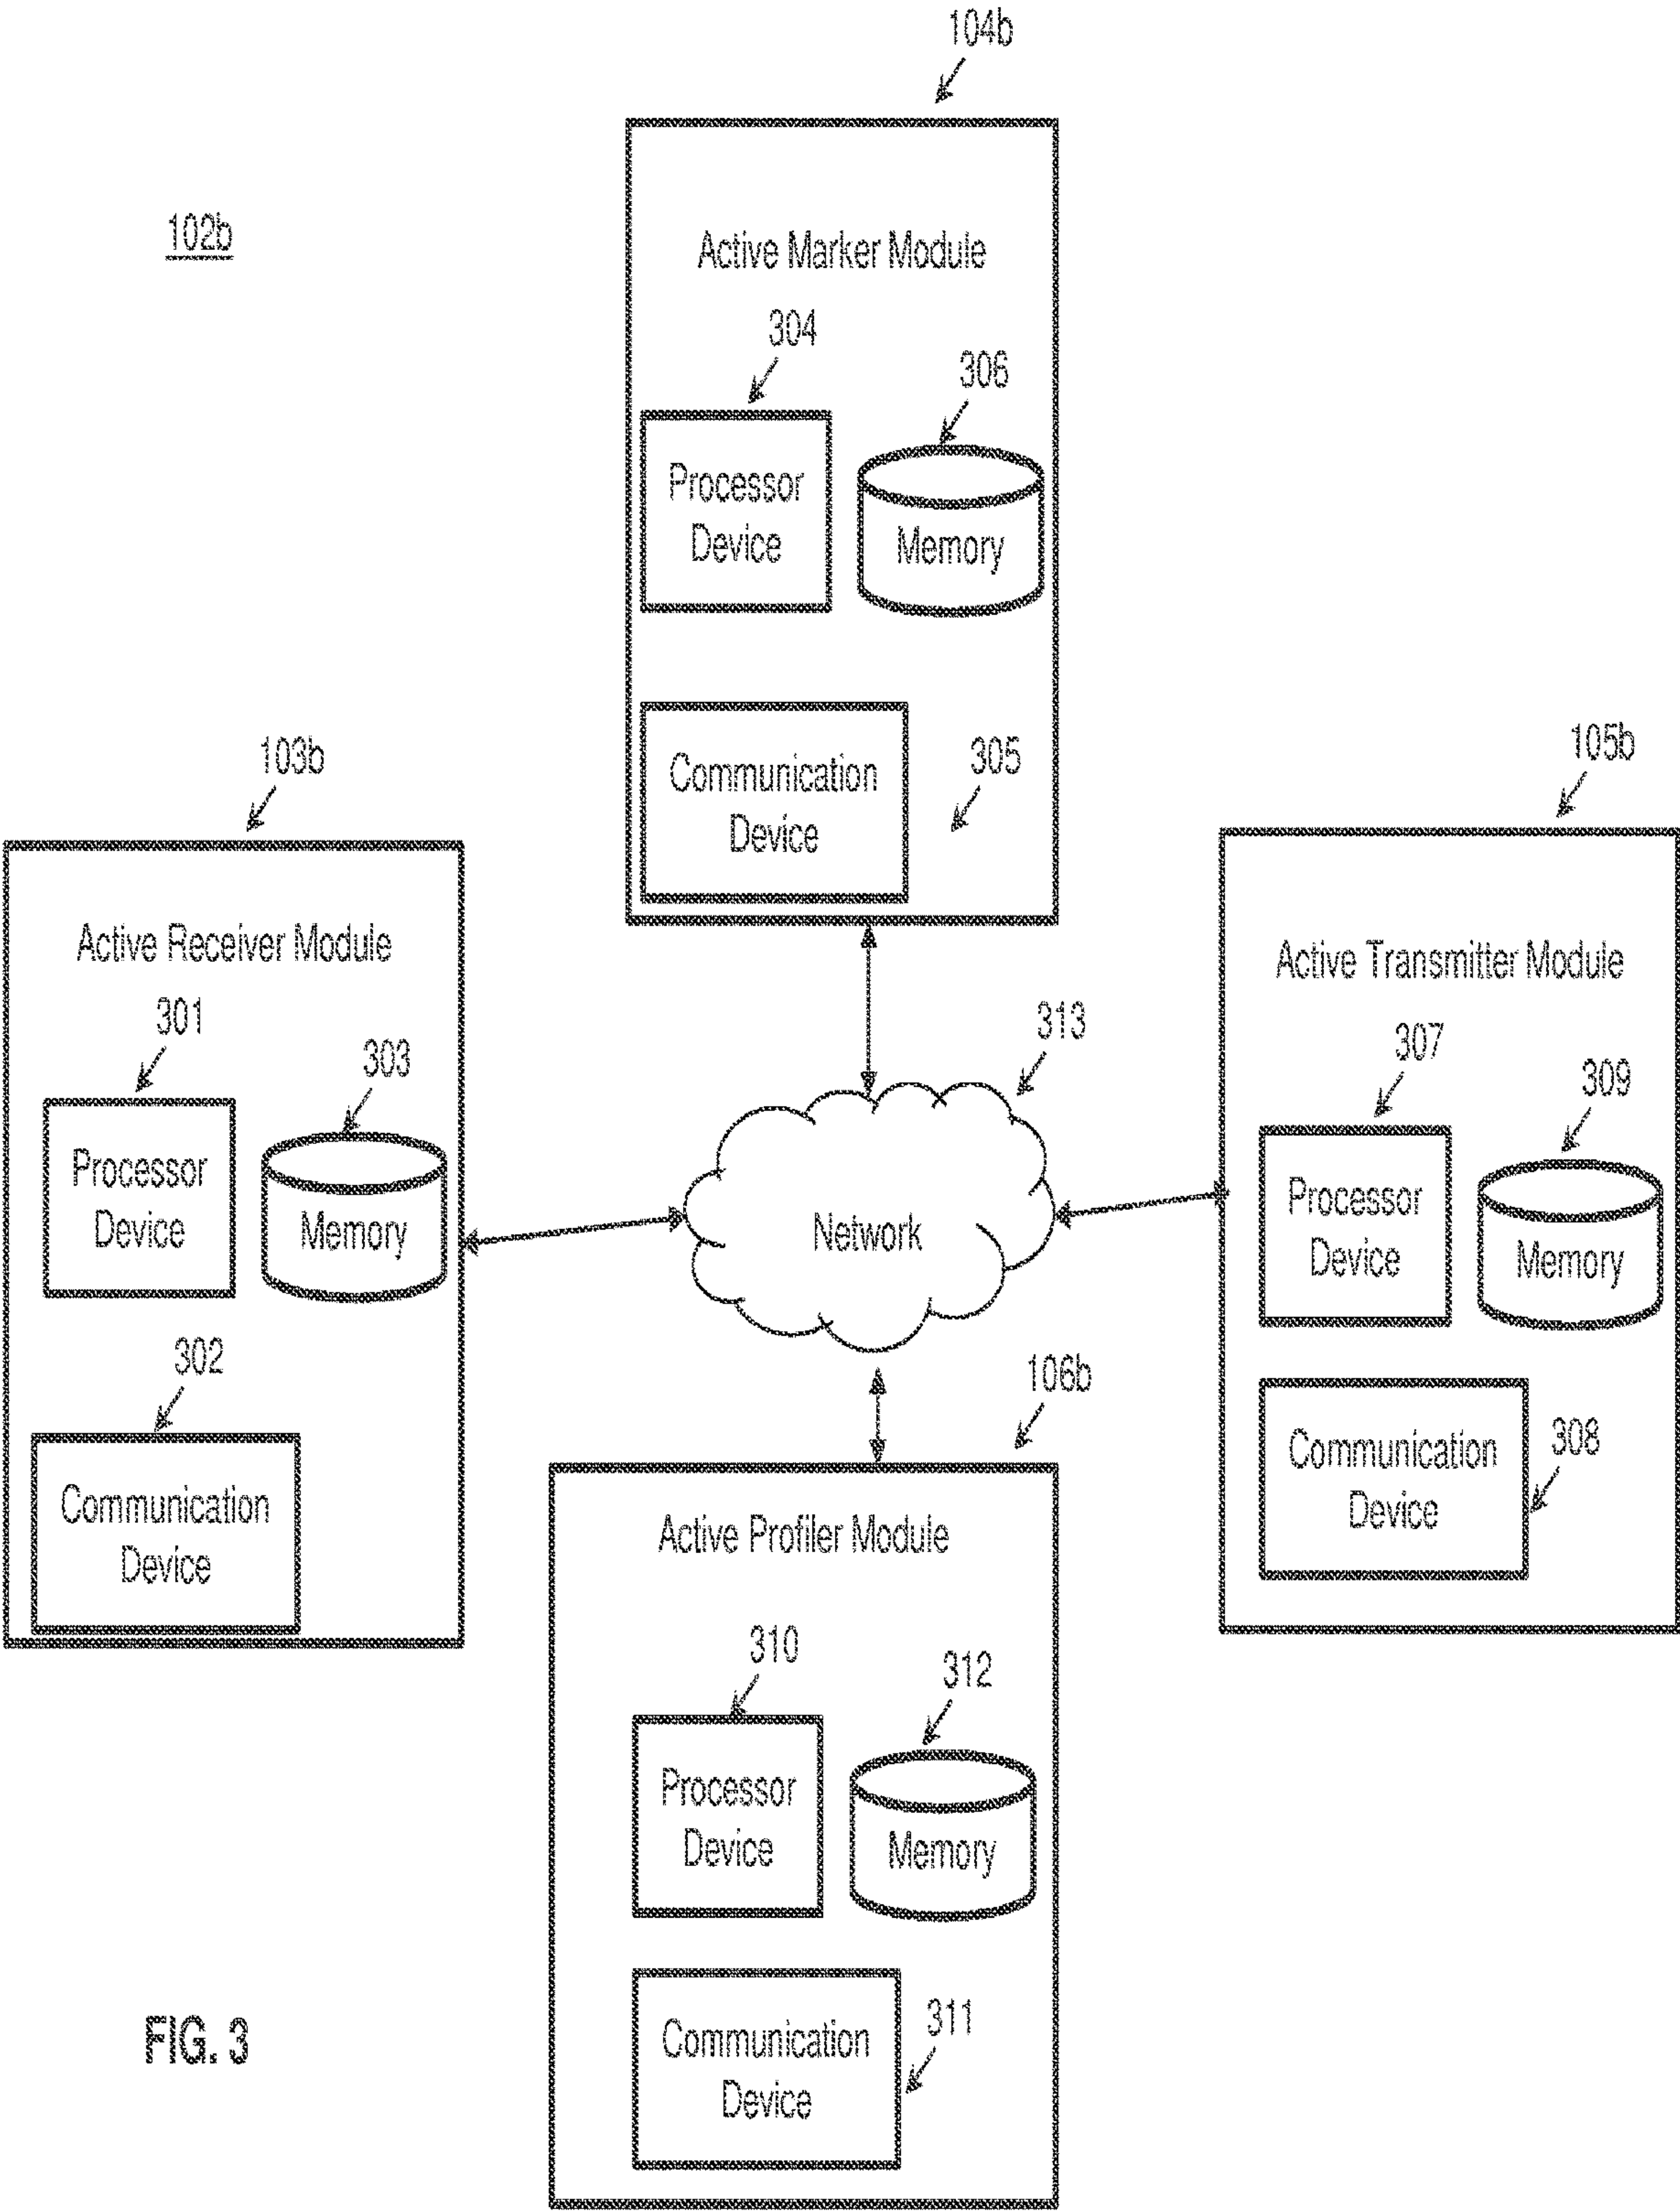 104b
102b
Active Marker Module
304
306
Processor
Device
Memory
Communication
Device
305
103b
105b
Active Receiver Module
301
303
Processor
Device
Memory
302
Communication
Device
313
Network
Active Transmitter Module
307
309
Processor
Device
Memory
Communication
Device
308
106b
Active Profiler Module
310
312
Processor
Device
Memory
Communication
Device
311
FIG. 3